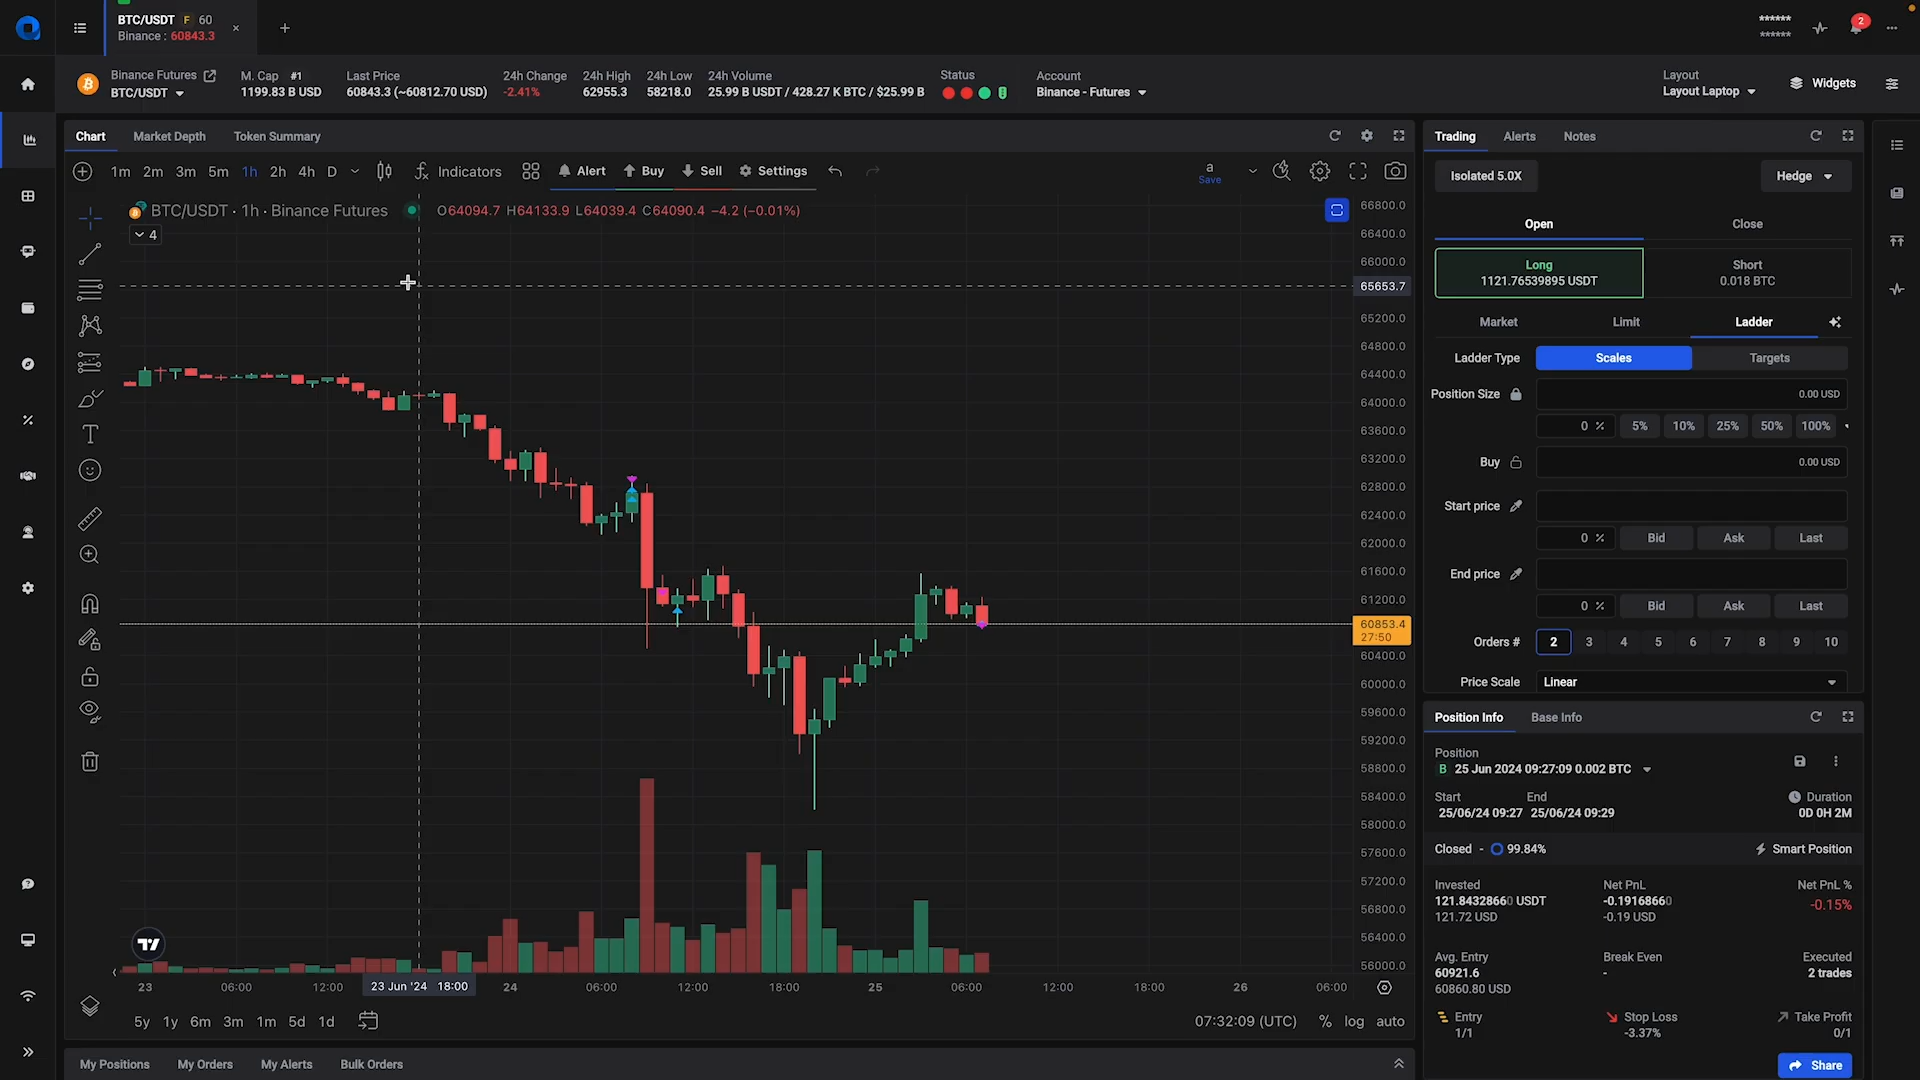 BTC/USDT F 60
Binance : 60843.3
******
******
2
Binance Futures
BTC/USDT
M. Cap #1
1199.83 B USD
Last Price
60843.3 (~60812.70 USD)
24h Change
-2.41%
24h High
62955.3
24h Low
58218.0
24h Volume
25.99 B USDT / 428.27 K BTC / $25.99 B
Status
Account
Binance - Futures
Layout
Layout Laptop
Widgets
Chart Market Depth Token Summary
1m 2m 3m 5m 1h 2h 4h D
Indicators
Alert Buy Sell Settings
a
Save
BTC/USDT · 1h · Binance Futures
O64094.7 H64133.9 L64039.4 C64090.4 −4.2 (−0.01%)
4
66800.0
66400.0
66000.0
65653.7
65200.0
64800.0
64400.0
64000.0
63600.0
63200.0
62800.0
62400.0
62000.0
61600.0
61200.0
60853.4
27:50
60400.0
60000.0
59600.0
59200.0
58800.0
58400.0
58000.0
57600.0
57200.0
56800.0
56400.0
56000.0
23 06:00 12:00 23 Jun '24 18:00 24 06:00 12:00 18:00 25 06:00 12:00 18:00 26 06:00
5y 1y 6m 3m 1m 5d 1d
07:32:09 (UTC) % log auto
My Positions My Orders My Alerts Bulk Orders
Trading Alerts Notes
Isolated 5.0X
Hedge
Open Close
Long
1121.76539895 USDT
Short
0.018 BTC
Market Limit Ladder
Ladder Type Scales Targets
Position Size 0.00 USD
0 % 5% 10% 25% 50% 100%
Buy 0.00 USD
Start price
0 % Bid Ask Last
End price
0 % Bid Ask Last
Orders # 2 3 4 5 6 7 8 9 10
Price Scale Linear
Position Info Base Info
Position
B 25 Jun 2024 09:27:09 0.002 BTC
Start End Duration
25/06/24 09:27 25/06/24 09:29 0D 0H 2M
Closed - 99.84% Smart Position
Invested Net PnL Net PnL %
121.84328660 USDT -0.19168660 -0.15%
121.72 USD -0.19 USD
Avg. Entry Break Even Executed
60921.6 - 2 trades
60860.80 USD
Entry Stop Loss Take Profit
1/1 -3.37% 0/1
Share